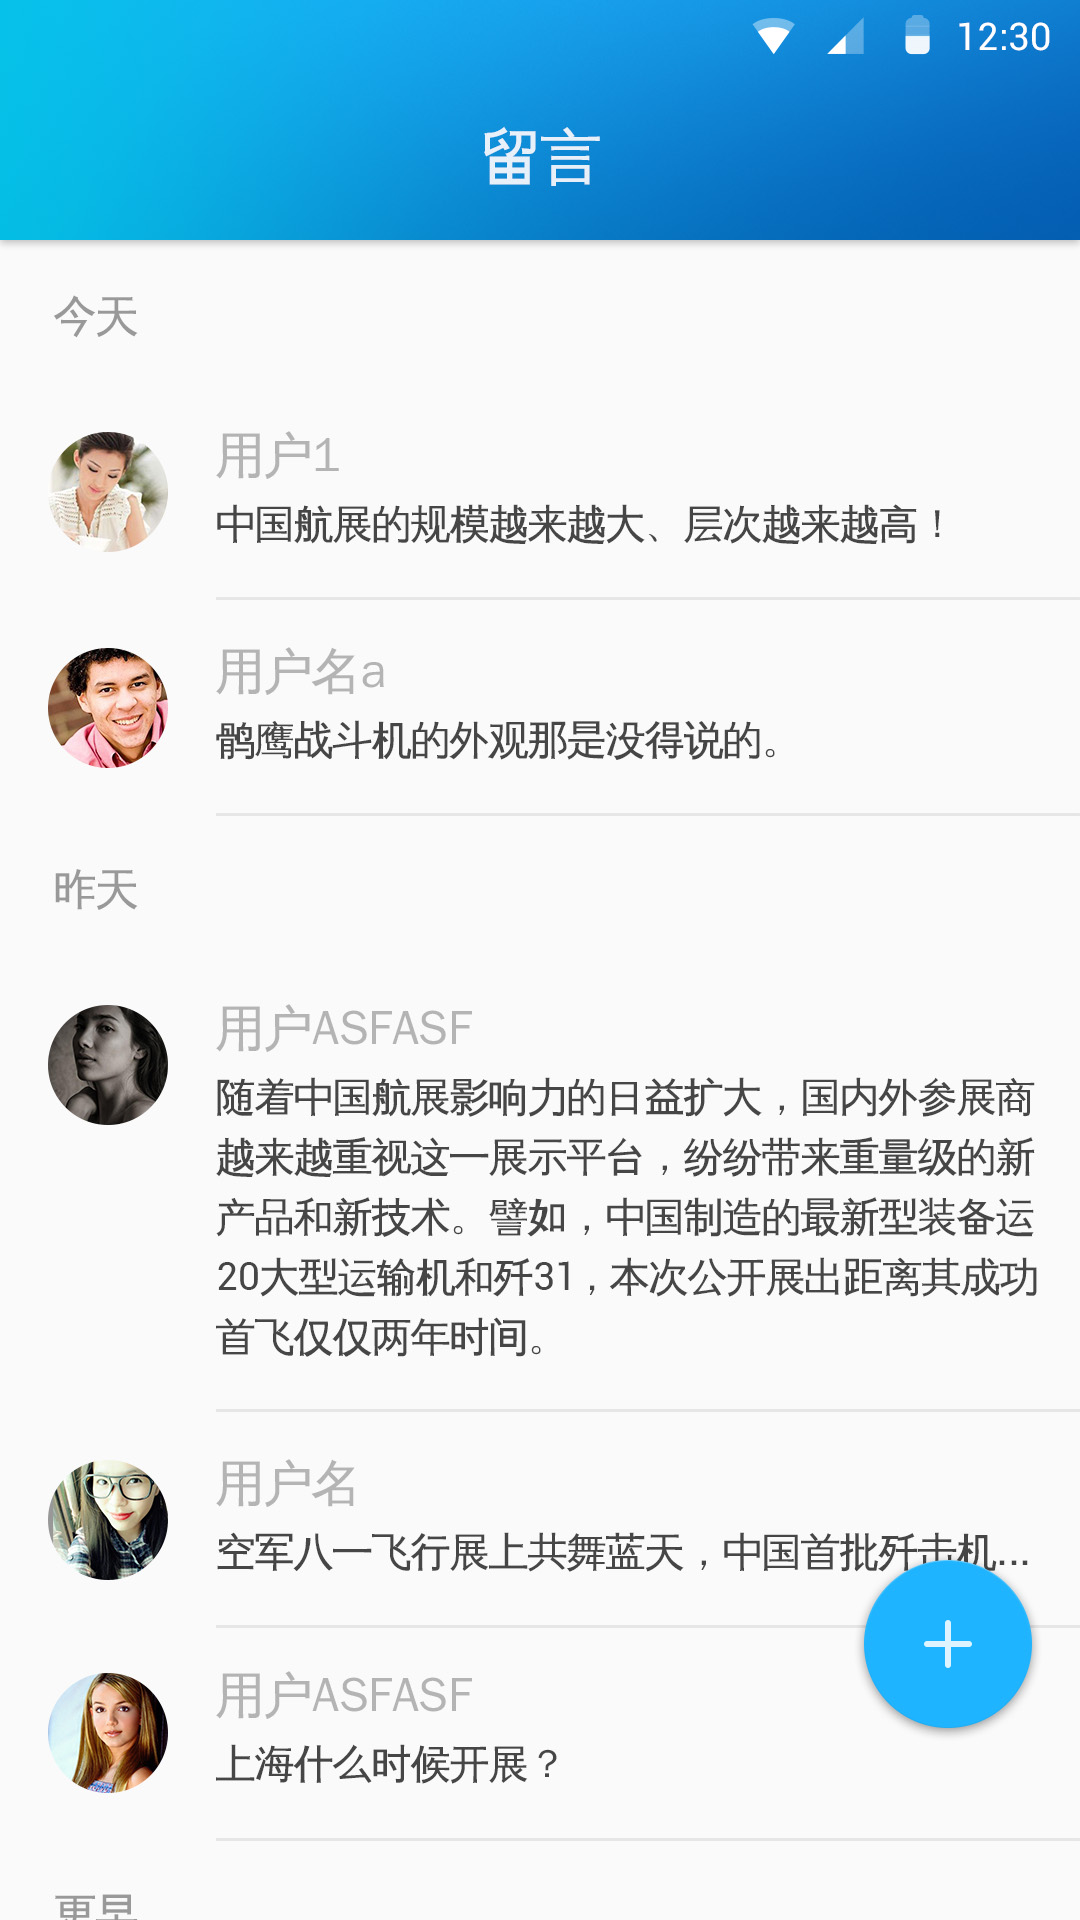 12:30
留言
今天
用户1
中国航展的规模越来越大、层次越来越高！
用户名a
鹘鹰战斗机的外观那是没得说的。
昨天
用户ASFASF
随着中国航展影响力的日益扩大，国内外参展商
越来越重视这一展示平台，纷纷带来重量级的新
产品和新技术。譬如，中国制造的最新型装备运
20大型运输机和歼31，本次公开展出距离其成功
首飞仅仅两年时间。
用户名
空军八一飞行展上共舞蓝天，中国首批歼击机...
用户ASFASF
上海什么时候开展？
更早